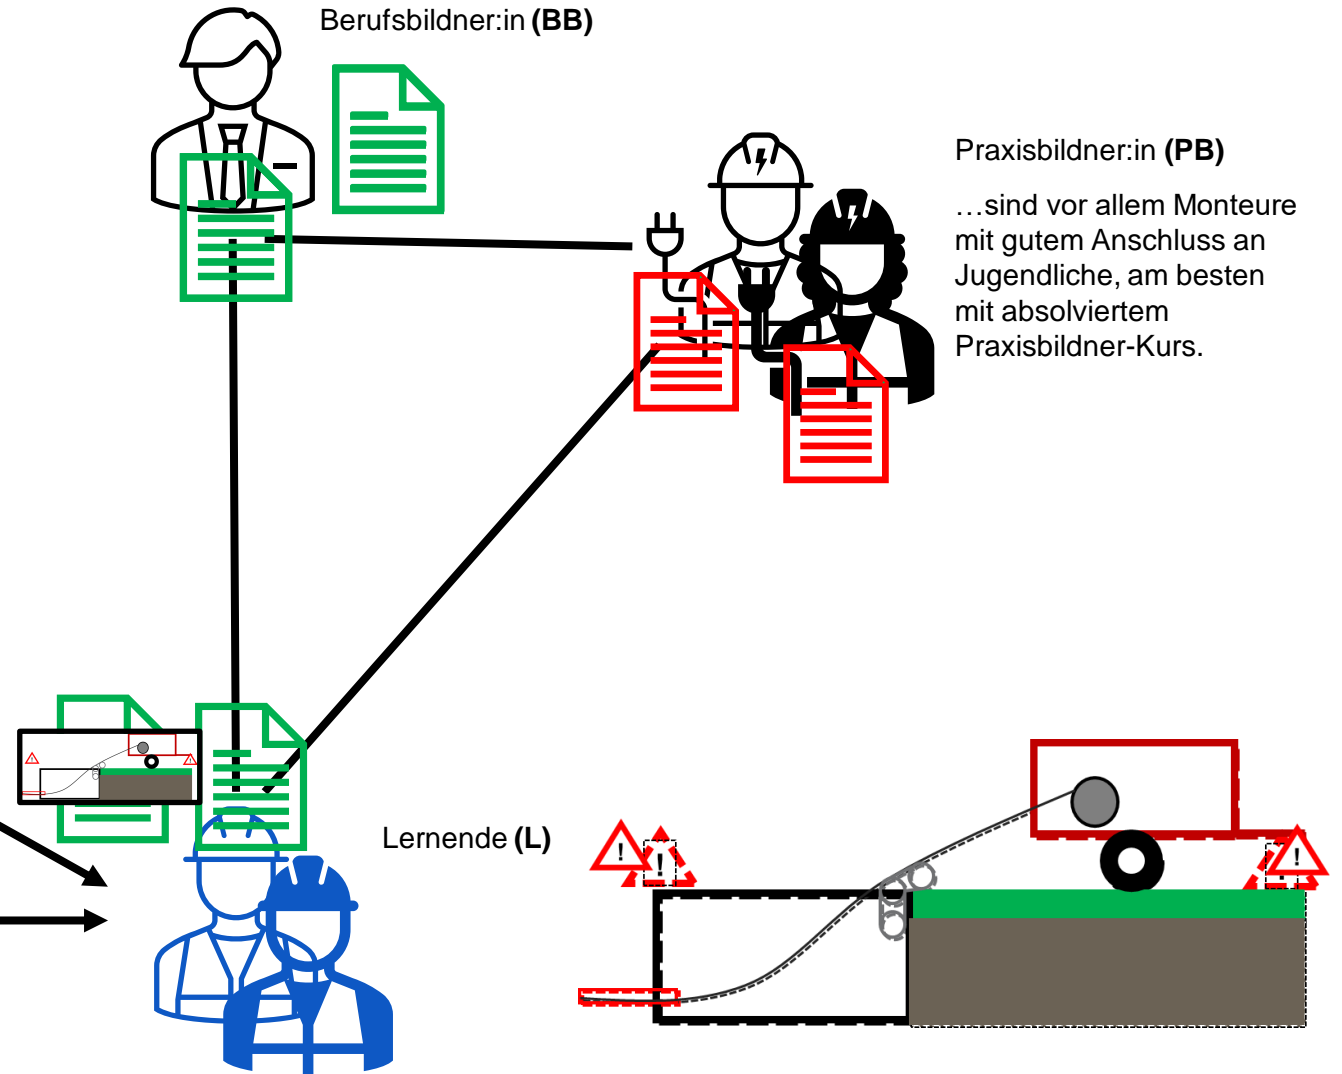 Berufsbildner:in (BB)
Praxisbildner:in (PB)
…sind vor allem Monteure
mit gutem Anschluss an
Jugendliche, am besten
mit absolviertem
Praxisbildner-Kurs.
Lernende (L)
!
!
!
!